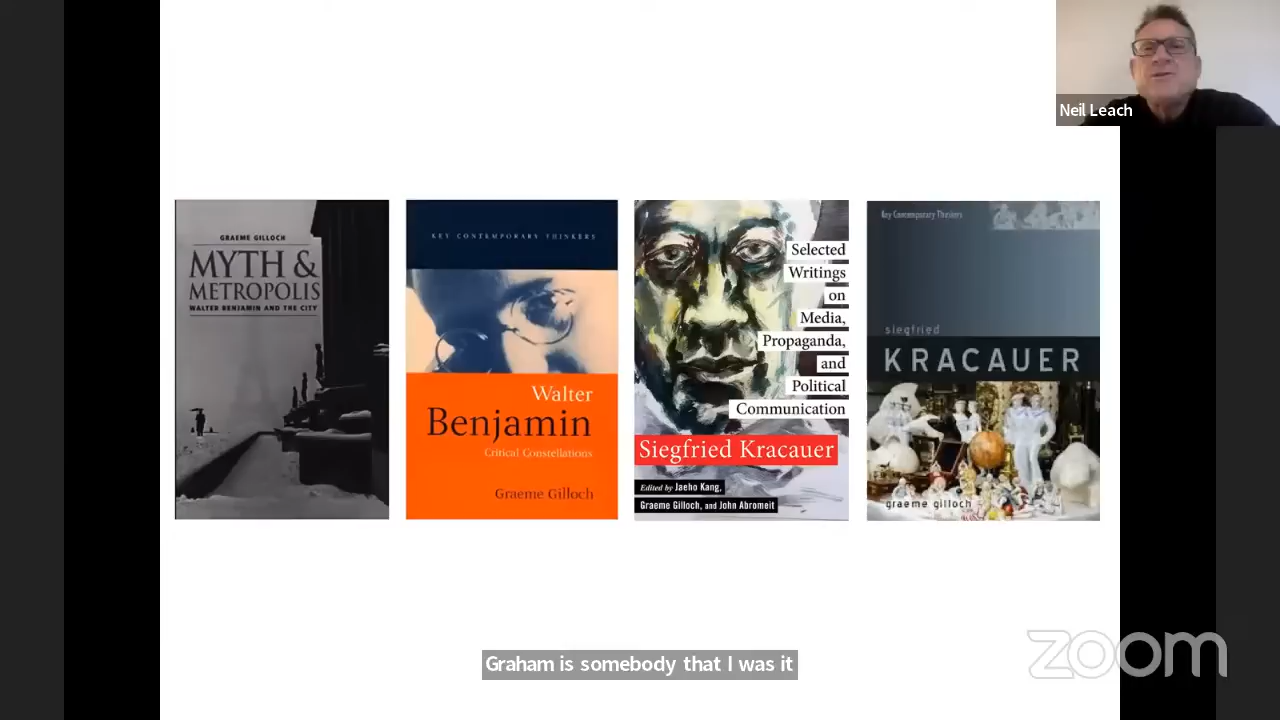 Neil Leach
GRAEME GILLOCH
MYTH &
METROPOLIS
WALTER BENJAMIN AND THE CITY
KEY CONTEMPORARY THINKERS
Walter
Benjamin
Critical Constellations
Graeme Gilloch
Selected
Writings
on
Media,
Propaganda,
and
Political
Communication
Siegfried Kracauer
Edited by Jaeho Kang,
Graeme Gilloch, and John Abromeit
Key Contemporary Thinkers
siegfried
KRACAUER
graeme gilloch
Graham is somebody that I was it
zoom